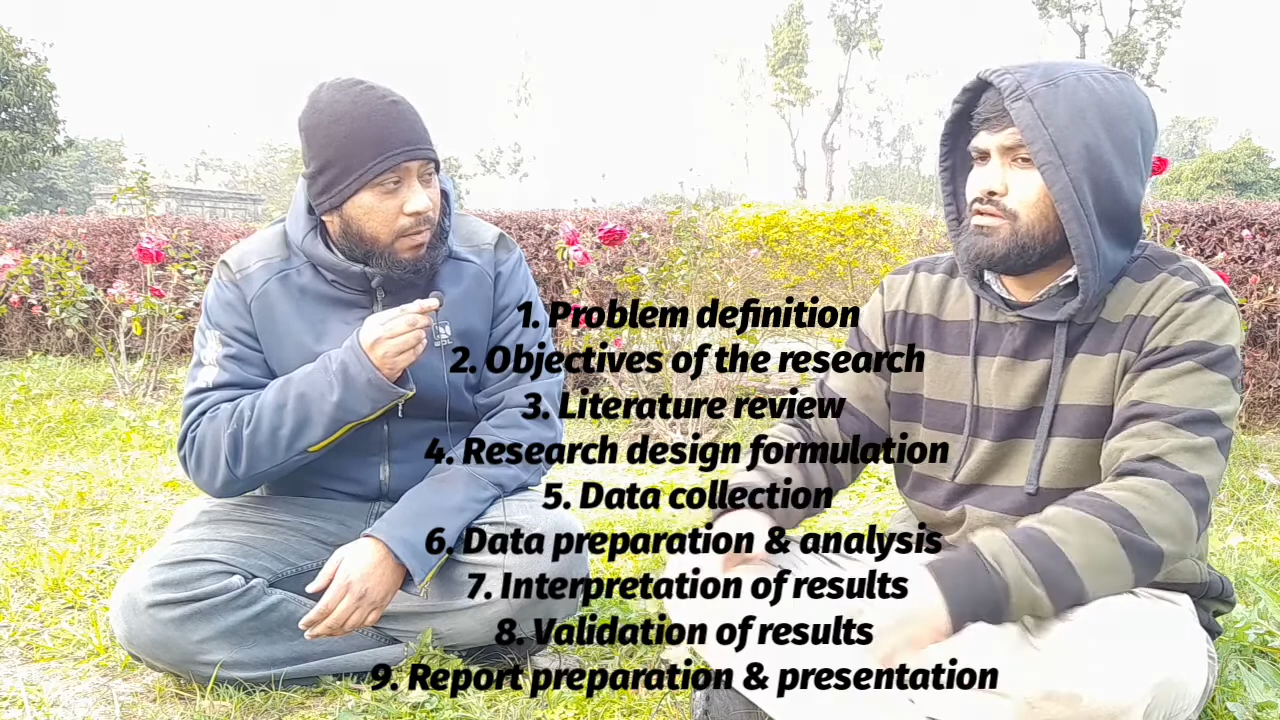 1. Problem definition
2. Objectives of the research
3. Literature review
4. Research design formulation
5. Data collection
6. Data preparation & analysis
7. Interpretation of results
8. Validation of results
9. Report preparation & presentation